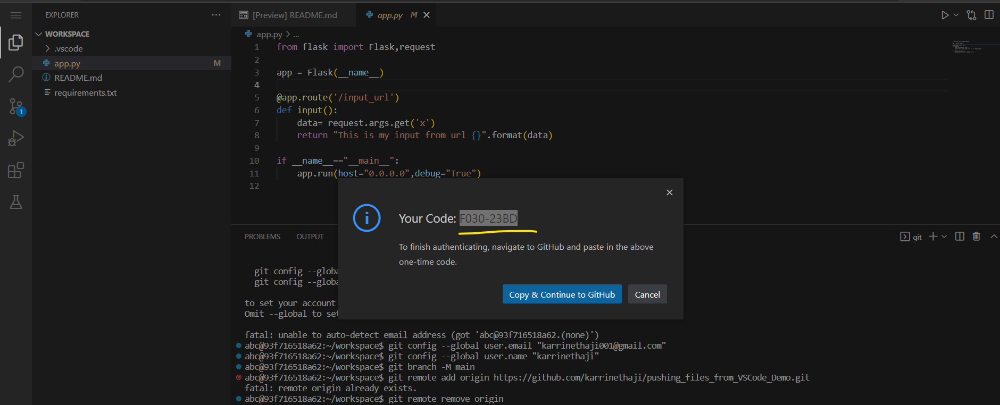 EXPLORER
WORKSPACE
.vscode
app.py M
README.md
requirements.txt
1
[Preview] README.md
app.py M
app.py > ...
1 from flask import Flask,request
2
3 app = Flask(__name__)
4
5 @app.route('/input_url')
6 def input():
7 data= request.args.get('x')
8 return "This is my input from url {}".format(data)
9
10 if __name__=="__main__":
11 app.run(host="0.0.0.0",debug="True")
12
Your Code: F030-23BD
To finish authenticating, navigate to GitHub and paste in the above
one-time code.
Copy & Continue to GitHub Cancel
PROBLEMS OUTPUT
git
git config --globa
git config --globa
to set your account
Omit --global to set
fatal: unable to auto-detect email address (got 'abc@93f716518a62.(none)')
abc@93f716518a62:~/workspace$ git config --global user.email "karrinethaji001@gmail.com"
abc@93f716518a62:~/workspace$ git config --global user.name "karrinethaji"
abc@93f716518a62:~/workspace$ git branch -M main
abc@93f716518a62:~/workspace$ git remote add origin https://github.com/karrinethaji/pushing_files_from_VSCode_Demo.git
fatal: remote origin already exists.
abc@93f716518a62:~/workspace$ git remote remove origin